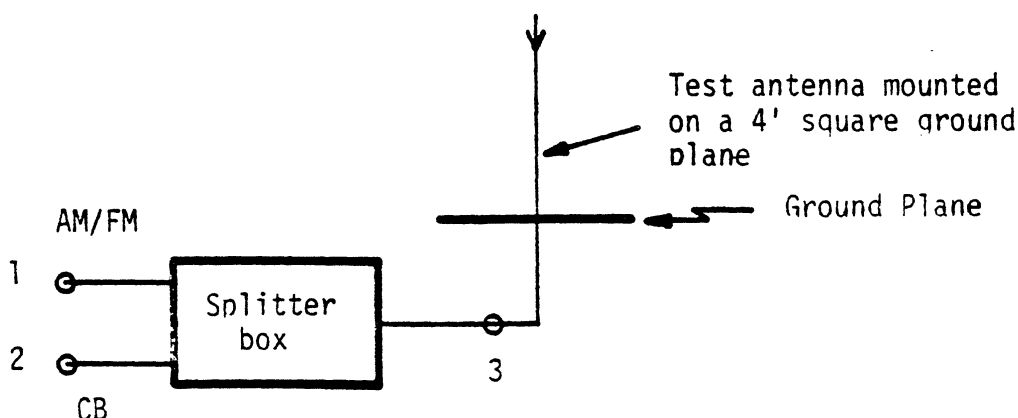 Test antenna mounted
on a 4' square ground
plane
Ground Plane
AM/FM
1
Splitter
box
2
3
CB